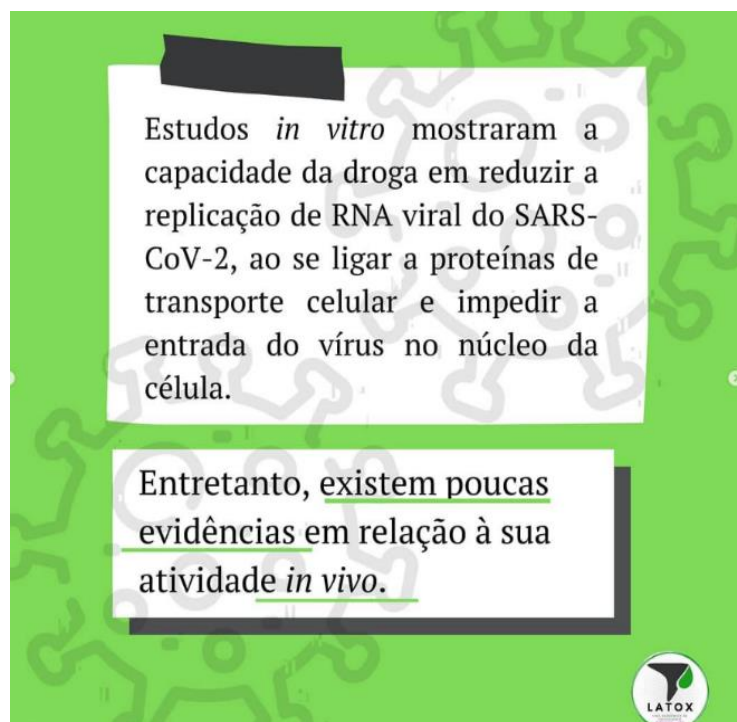 Estudos in vitro mostraram a
capacidade da droga em reduzir a
replicação de RNA viral do SARS-
CoV-2, ao se ligar a proteínas de
transporte celular e impedir a
entrada do vírus no núcleo da
célula.
Entretanto, existem poucas
evidências em relação à sua
atividade in vivo.
LATOX